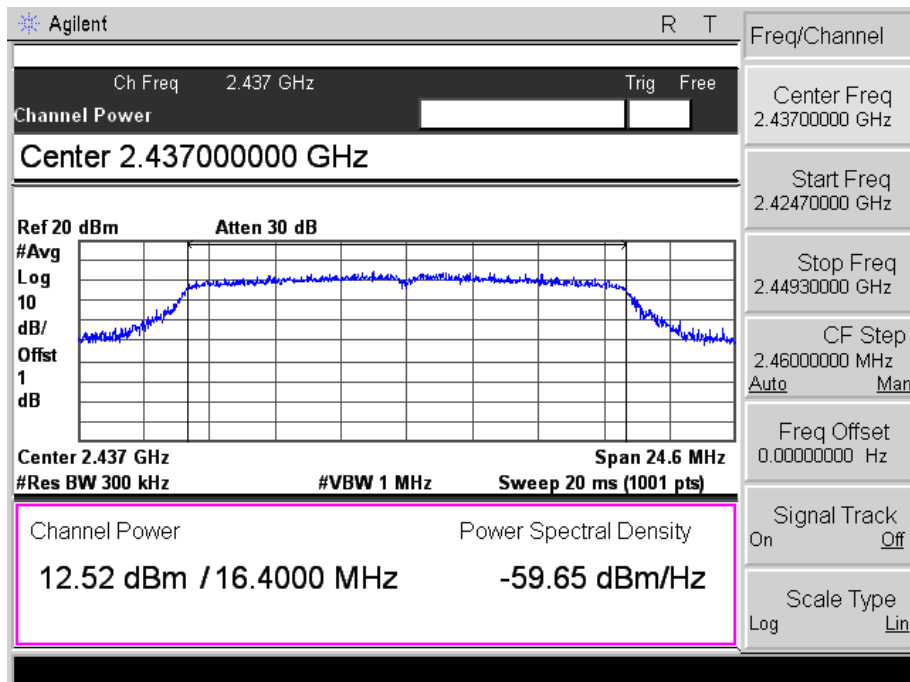 Agilent R T
Freq/Channel
Ch Freq 2.437 GHz Trig Free
Channel Power
Center 2.437000000 GHz
Ref 20 dBm Atten 30 dB
#Avg
Log
10
dB/
Offst
1
dB
Center 2.437 GHz Span 24.6 MHz
#Res BW 300 kHz #VBW 1 MHz Sweep 20 ms (1001 pts)
Channel Power Power Spectral Density
12.52 dBm / 16.4000 MHz -59.65 dBm/Hz
Center Freq
2.43700000 GHz
Start Freq
2.42470000 GHz
Stop Freq
2.44930000 GHz
CF Step
2.46000000 MHz
Auto Man
Freq Offset
0.00000000 Hz
Signal Track
On Off
Scale Type
Log Lin